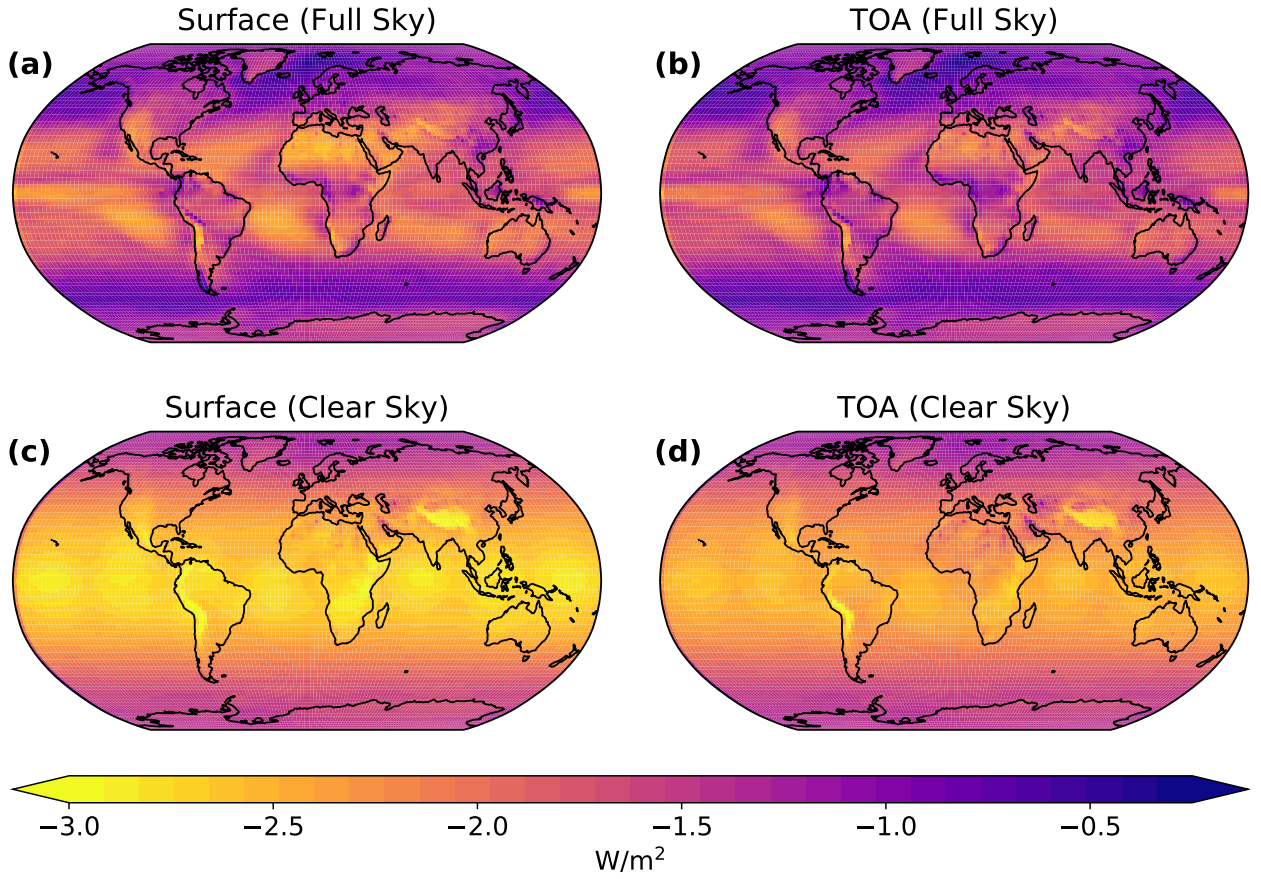 Surface (Full Sky)
TOA (Full Sky)
(a)
(b)
Surface (Clear Sky)
TOA (Clear Sky)
(c)
(d)
−3.0 −2.5 −2.0 −1.5 −1.0 −0.5
W/m²